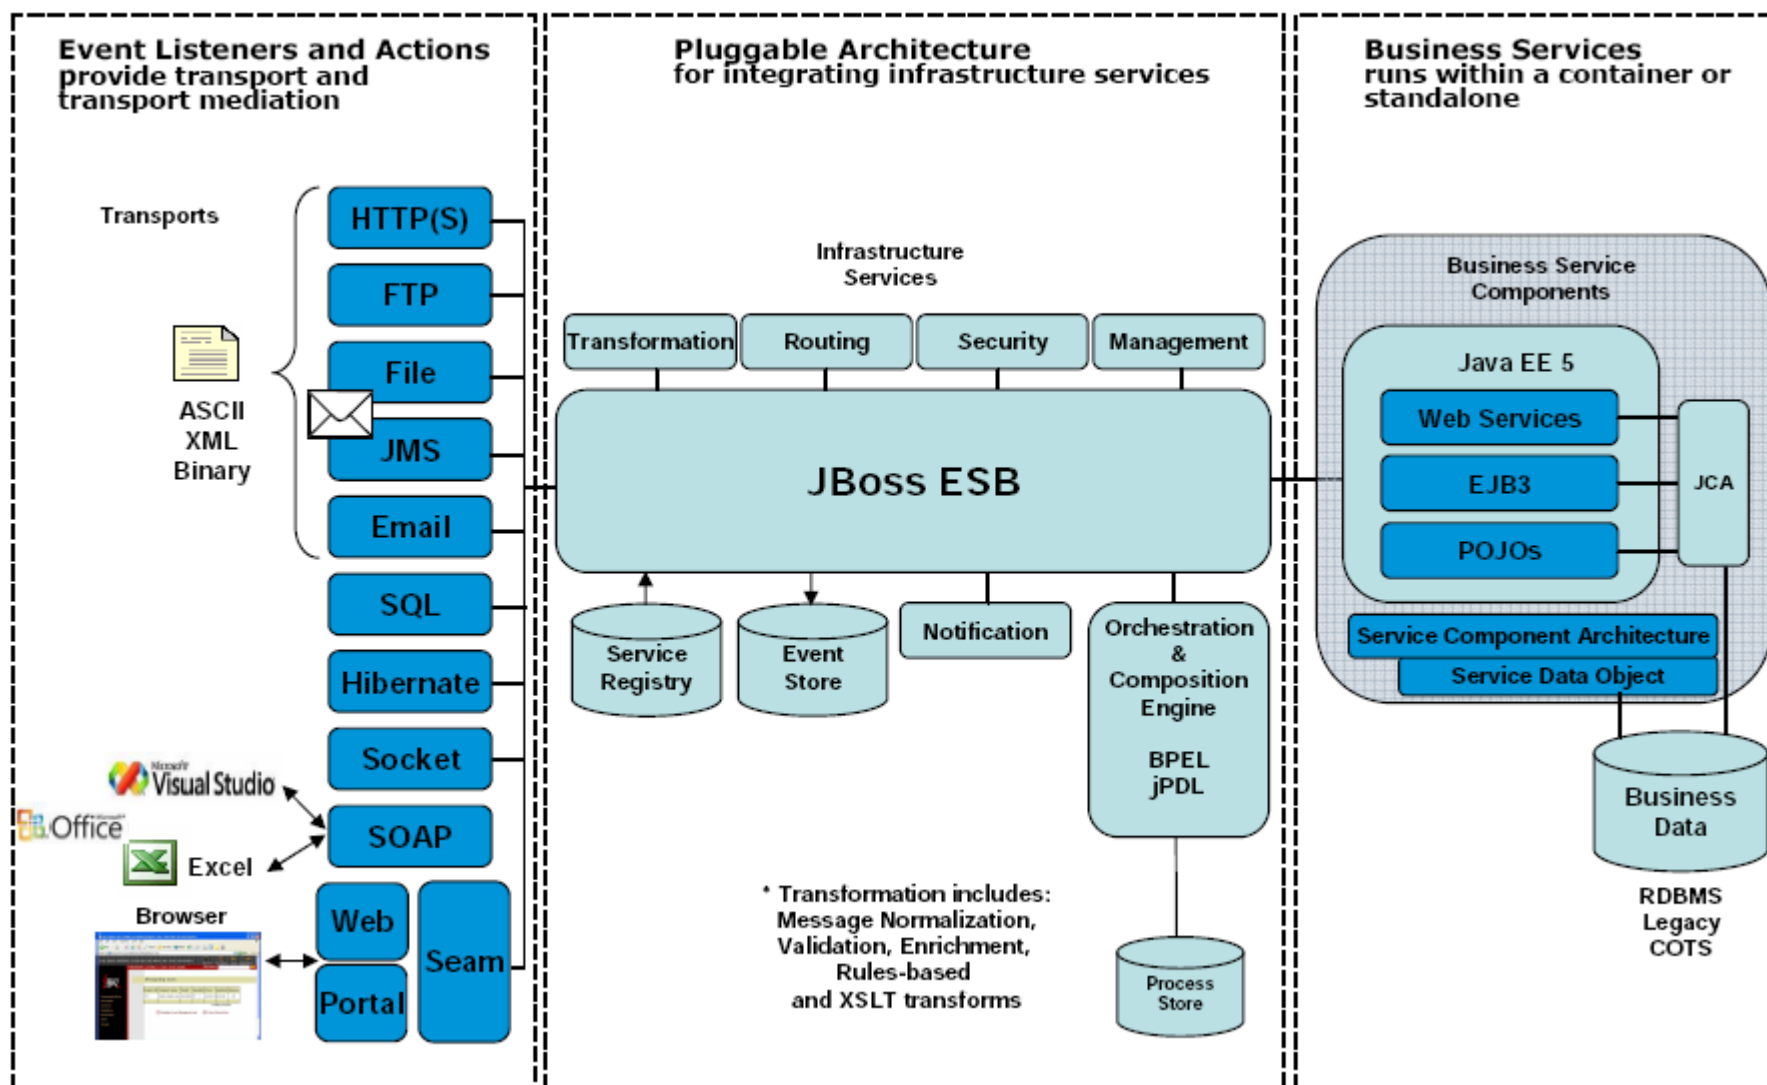 Event Listeners and Actions
provide transport and
transport mediation
Transports
HTTP(S)
FTP
File
JMS
Email
SQL
Hibernate
Socket
SOAP
Web
Portal
Seam
ASCII
XML
Binary
Microsoft
Visual Studio
Microsoft
Office
Excel
Browser
Pluggable Architecture
for integrating infrastructure services
Infrastructure
Services
Transformation
Routing
Security
Management
JBoss ESB
Service
Registry
Event
Store
Notification
Orchestration
&
Composition
Engine
BPEL
jPDL
* Transformation includes:
Message Normalization,
Validation, Enrichment,
Rules-based
and XSLT transforms
Process
Store
Business Services
runs within a container or
standalone
Business Service
Components
Java EE 5
Web Services
EJB3
POJOs
JCA
Service Component Architecture
Service Data Object
Business
Data
RDBMS
Legacy
COTS